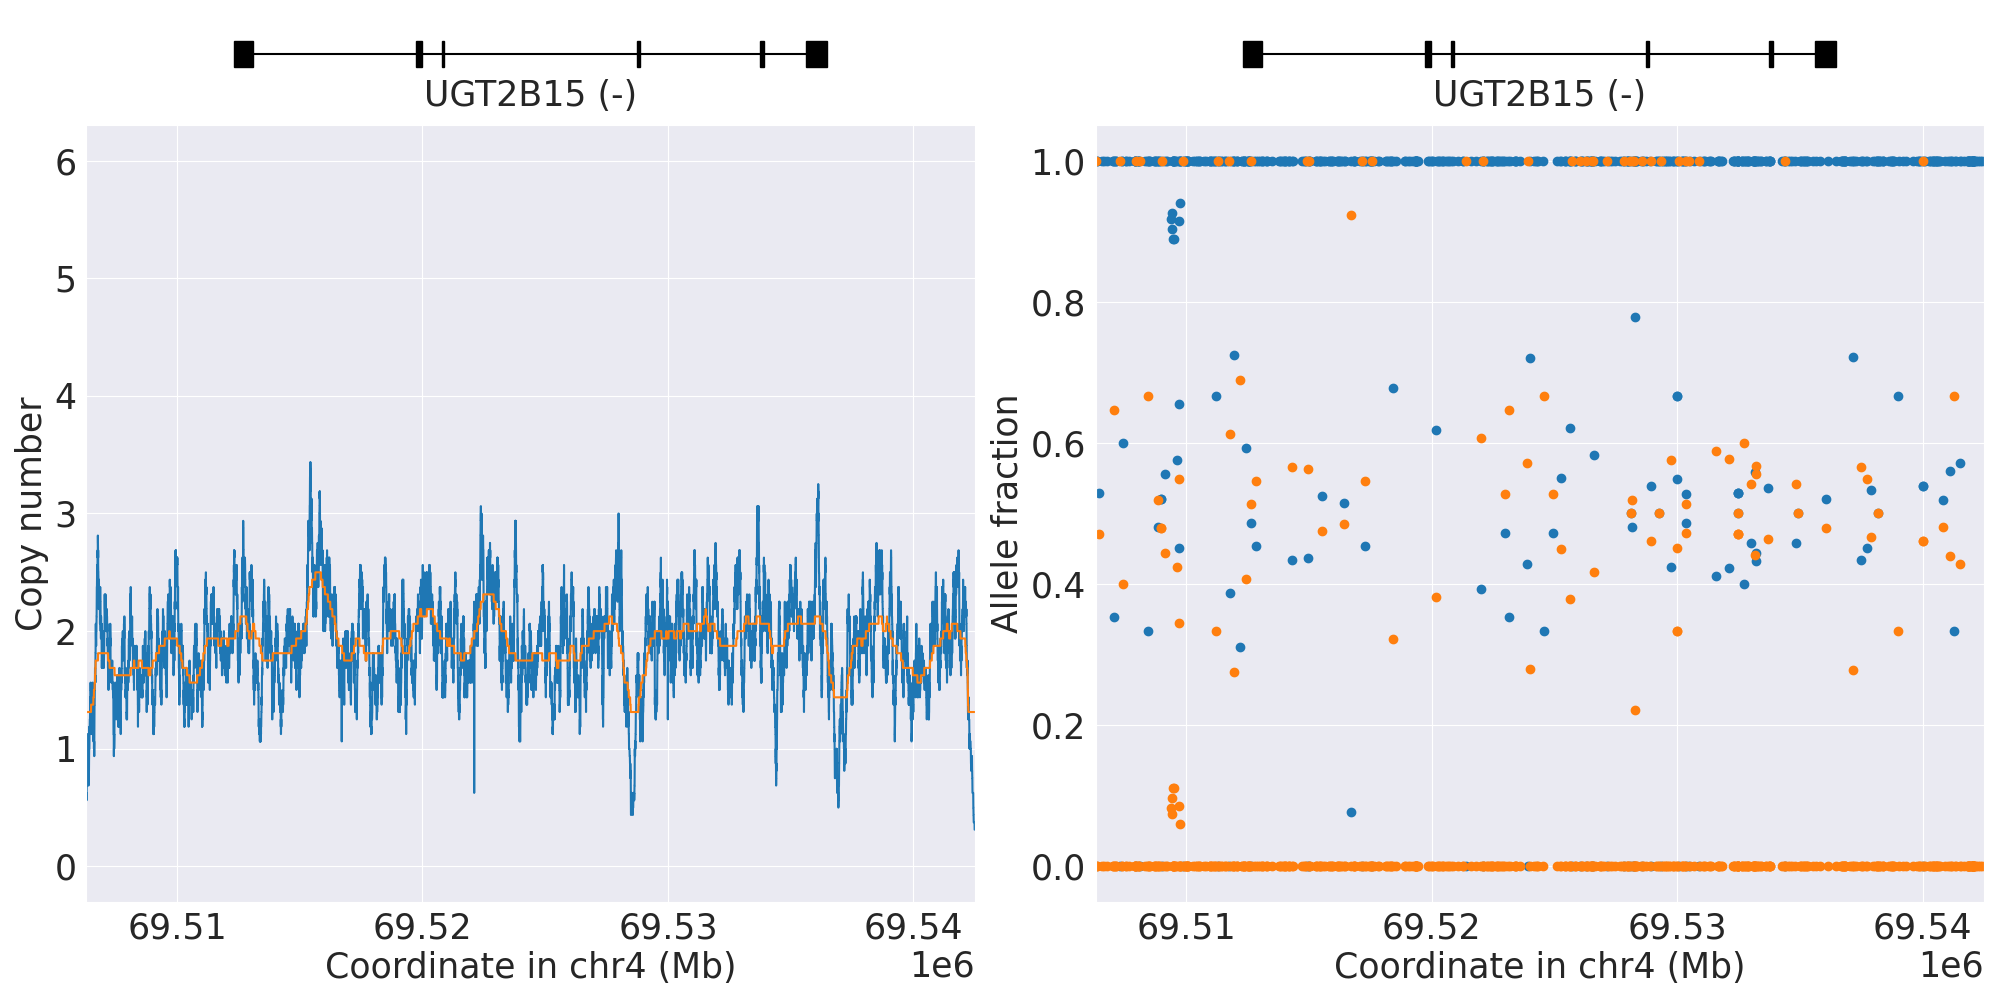 UGT2B15 (-)
UGT2B15 (-)
6
5
4
3
2
1
0
Copy number
69.51 69.52 69.53 69.54
Coordinate in chr4 (Mb) 1e6
1.0
0.8
0.6
0.4
0.2
0.0
Allele fraction
69.51 69.52 69.53 69.54
Coordinate in chr4 (Mb) 1e6